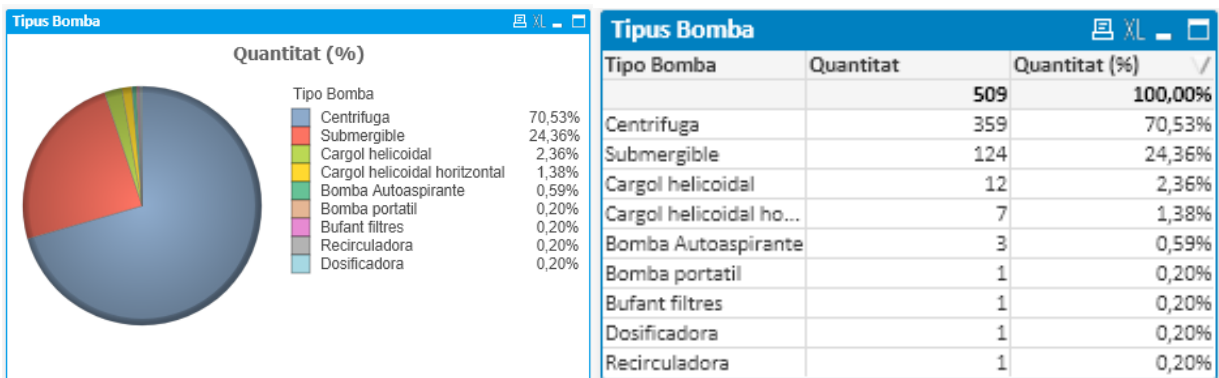 Tipus Bomba XL
Quantitat (%)
Tipo Bomba
Centrifuga 70,53%
Submergible 24,36%
Cargol helicoidal 2,36%
Cargol helicoidal horitzontal 1,38%
Bomba Autoaspirante 0,59%
Bomba portatil 0,20%
Bufant filtres 0,20%
Recirculadora 0,20%
Dosificadora 0,20%
Tipus Bomba XL
Tipo Bomba Quantitat Quantitat (%)
509 100,00%
Centrifuga 359 70,53%
Submergible 124 24,36%
Cargol helicoidal 12 2,36%
Cargol helicoidal ho... 7 1,38%
Bomba Autoaspirante 3 0,59%
Bomba portatil 1 0,20%
Bufant filtres 1 0,20%
Dosificadora 1 0,20%
Recirculadora 1 0,20%